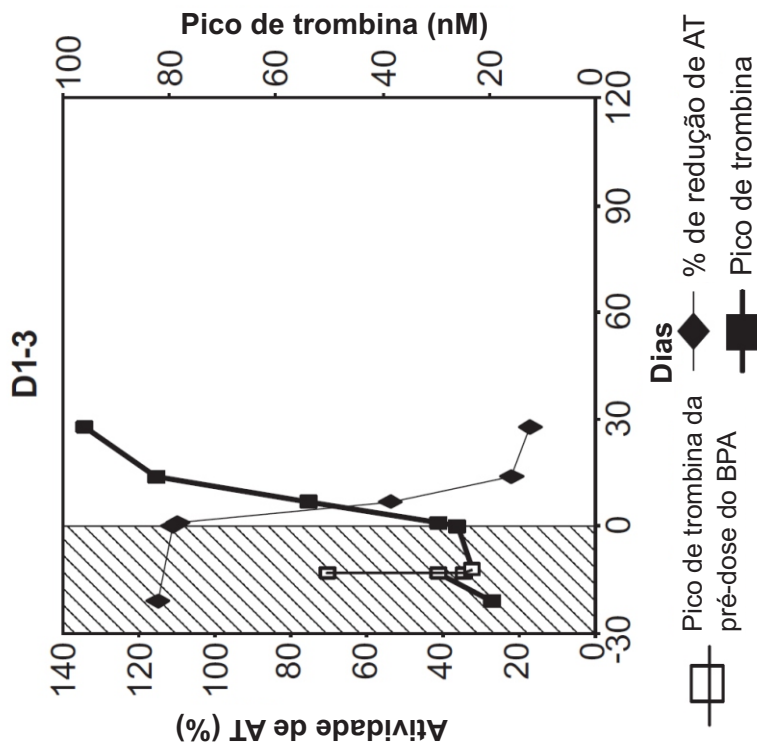 D1-3
Atividade de AT (%)
140
120
100
80
60
40
20
0
Pico de trombina (nM)
100
80
60
40
20
0
-30
0
30
60
90
120
Dias
Pico de trombina da
pré-dose do BPA
% de redução de AT
Pico de trombina